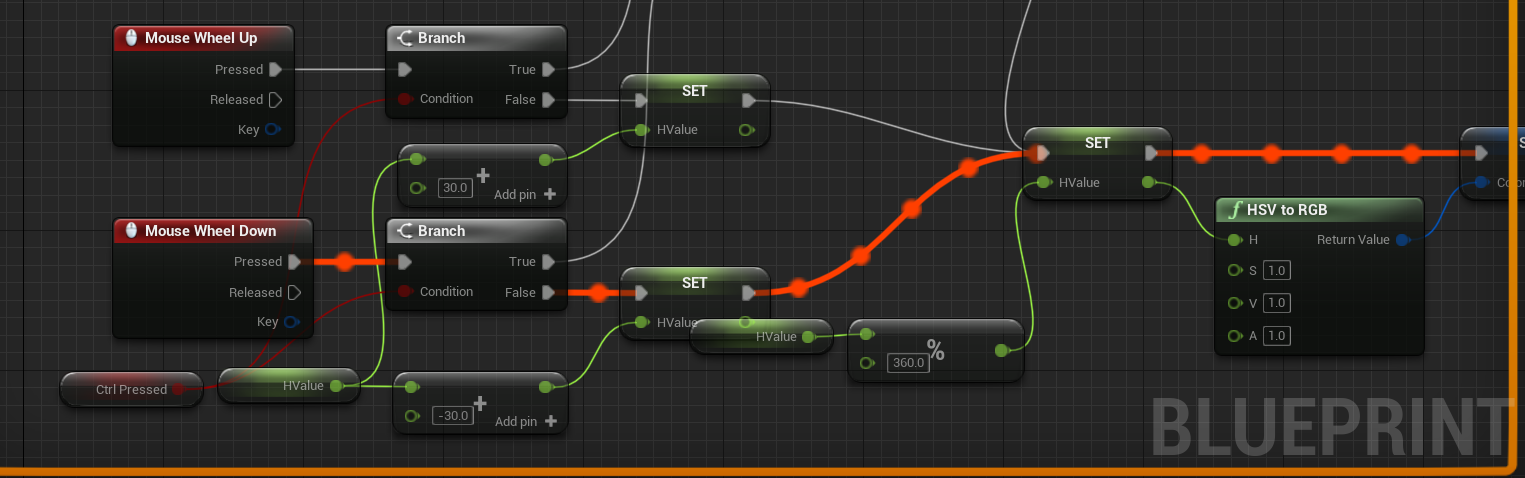 Mouse Wheel Up
Pressed
Released
Key
Branch
True
Condition
False
SET
HValue
30.0
Add pin
Mouse Wheel Down
Pressed
Released
Key
Branch
True
Condition
False
SET
HValue
HValue
%
360.0
Ctrl Pressed
HValue
-30.0
Add pin
SET
HValue
HSV to RGB
H
Return Value
S
1.0
V
1.0
A
1.0
BLUEPRINT